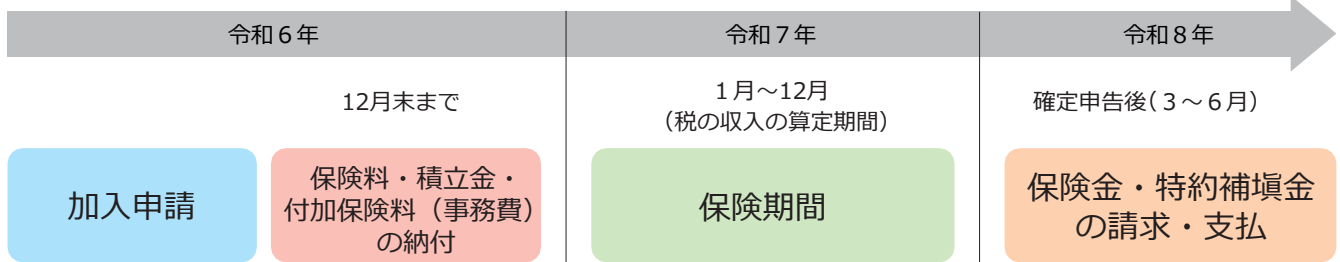 令和６年
令和７年
令和８年
12月末まで
１月～12月
（税の収入の算定期間）
確定申告後（３～６月）
加入申請
保険料・積立金・
付加保険料（事務費）
の納付
保険期間
保険金・特約補塡金
の請求・支払